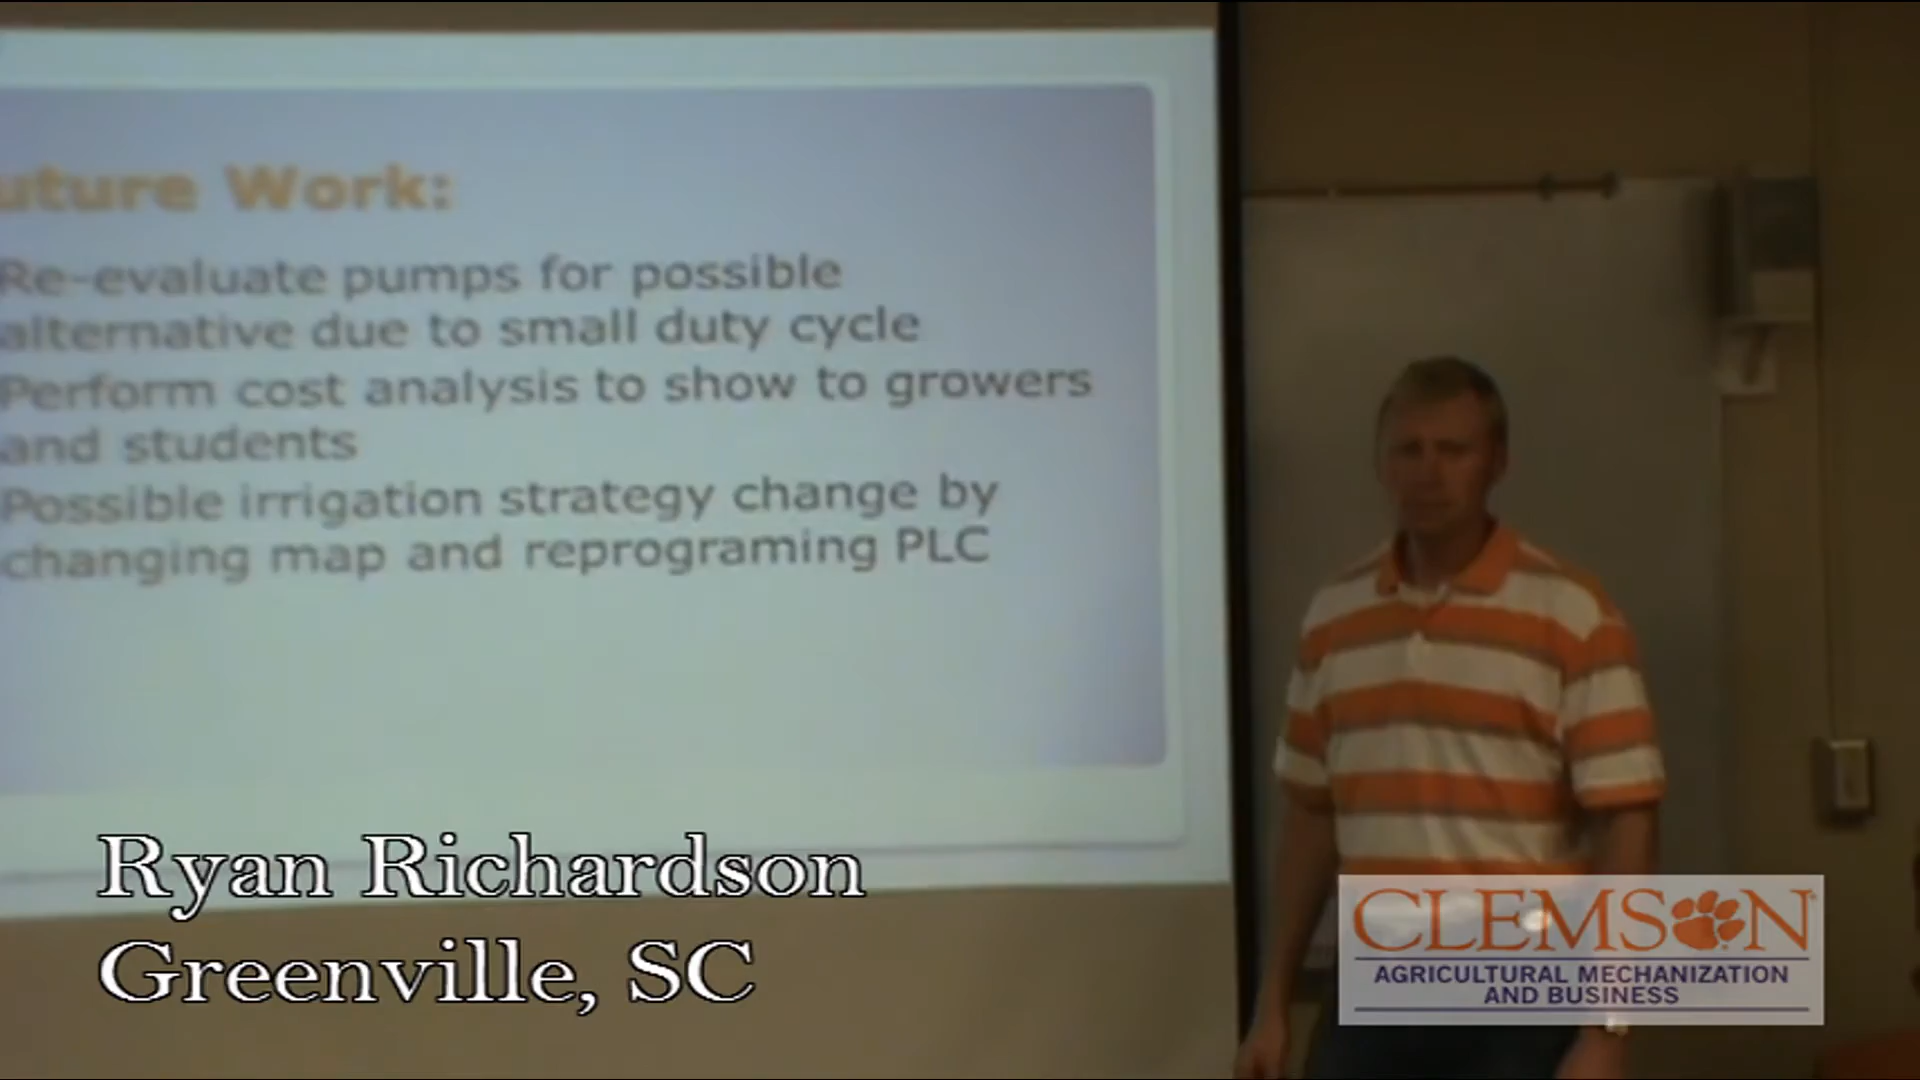 uture Work:
Re-evaluate pumps for possible
alternative due to small duty cycle
Perform cost analysis to show to growers
and students
Possible irrigation strategy change by
changing map and reprograming PLC
Ryan Richardson
Greenville, SC
CLEMSON
AGRICULTURAL MECHANIZATION
AND BUSINESS